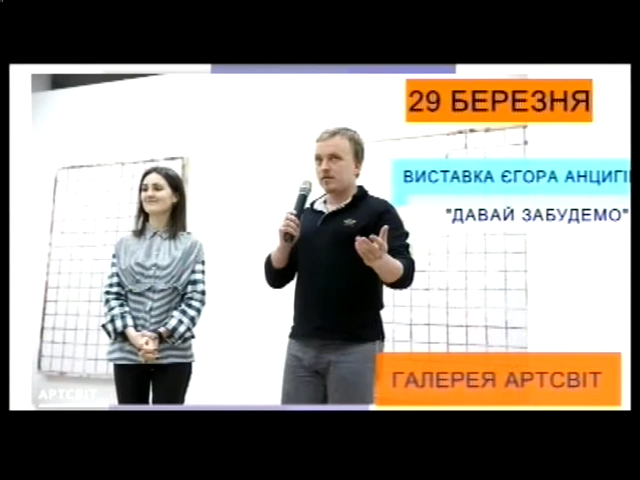 29 БЕРЕЗНЯ
ВИСТАВКА ЄГОРА
"ДАВАЙ ЗАБУДЕМО"
ГАЛЕРЕЯ АРТСВІТ
АРТСВІТ